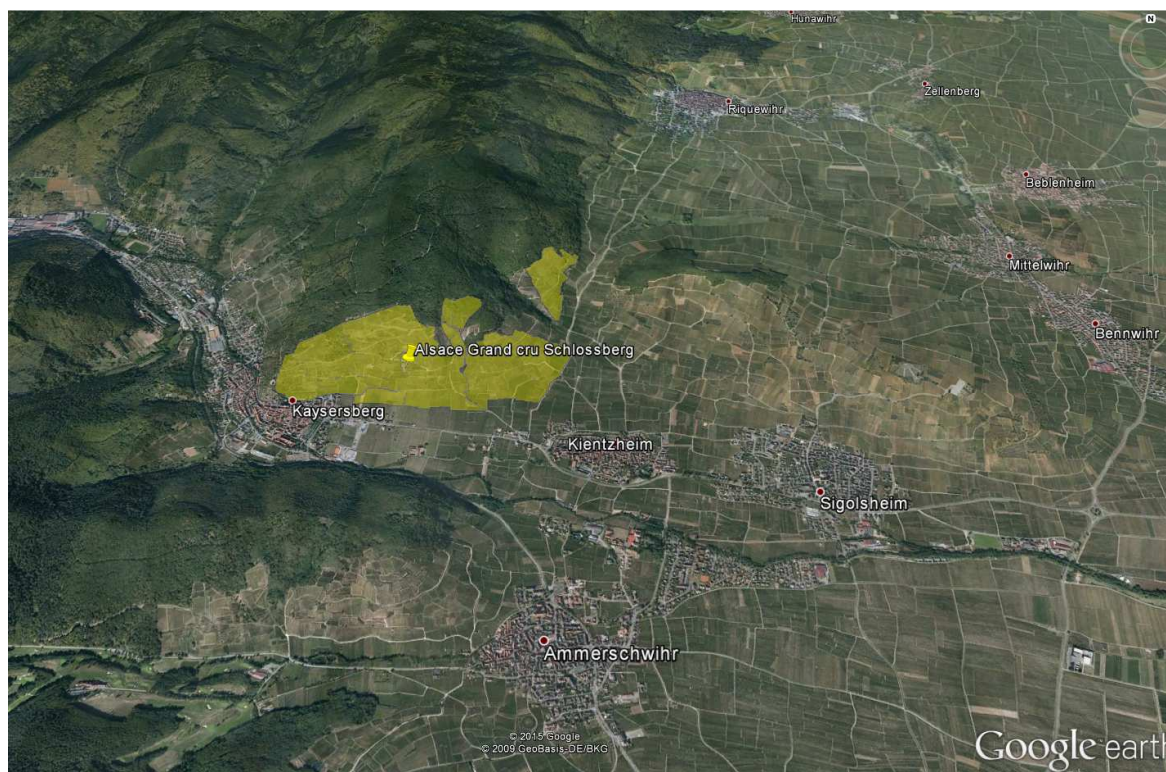 Hunawihr
N
Zellenberg
Riquewihr
Beblenheim
Mittelwihr
Bennwihr
Alsace Grand cru Schlossberg
Kaysersberg
Kientzheim
Sigolsheim
Ammerschwihr
© 2015 Google
© 2009 GeoBasis-DE/BKG
Google earth